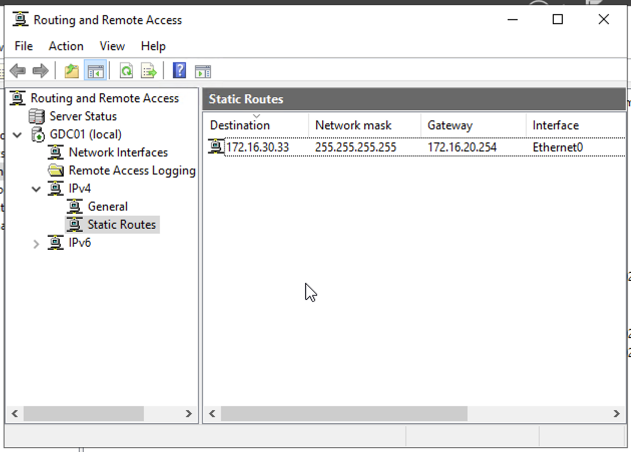 Routing and Remote Access
File Action View Help
Routing and Remote Access
Server Status
GDC01 (local)
Network Interfaces
Remote Access Logging
IPv4
General
Static Routes
IPv6
Static Routes
Destination Network mask Gateway Interface
172.16.30.33 255.255.255.255 172.16.20.254 Ethernet0